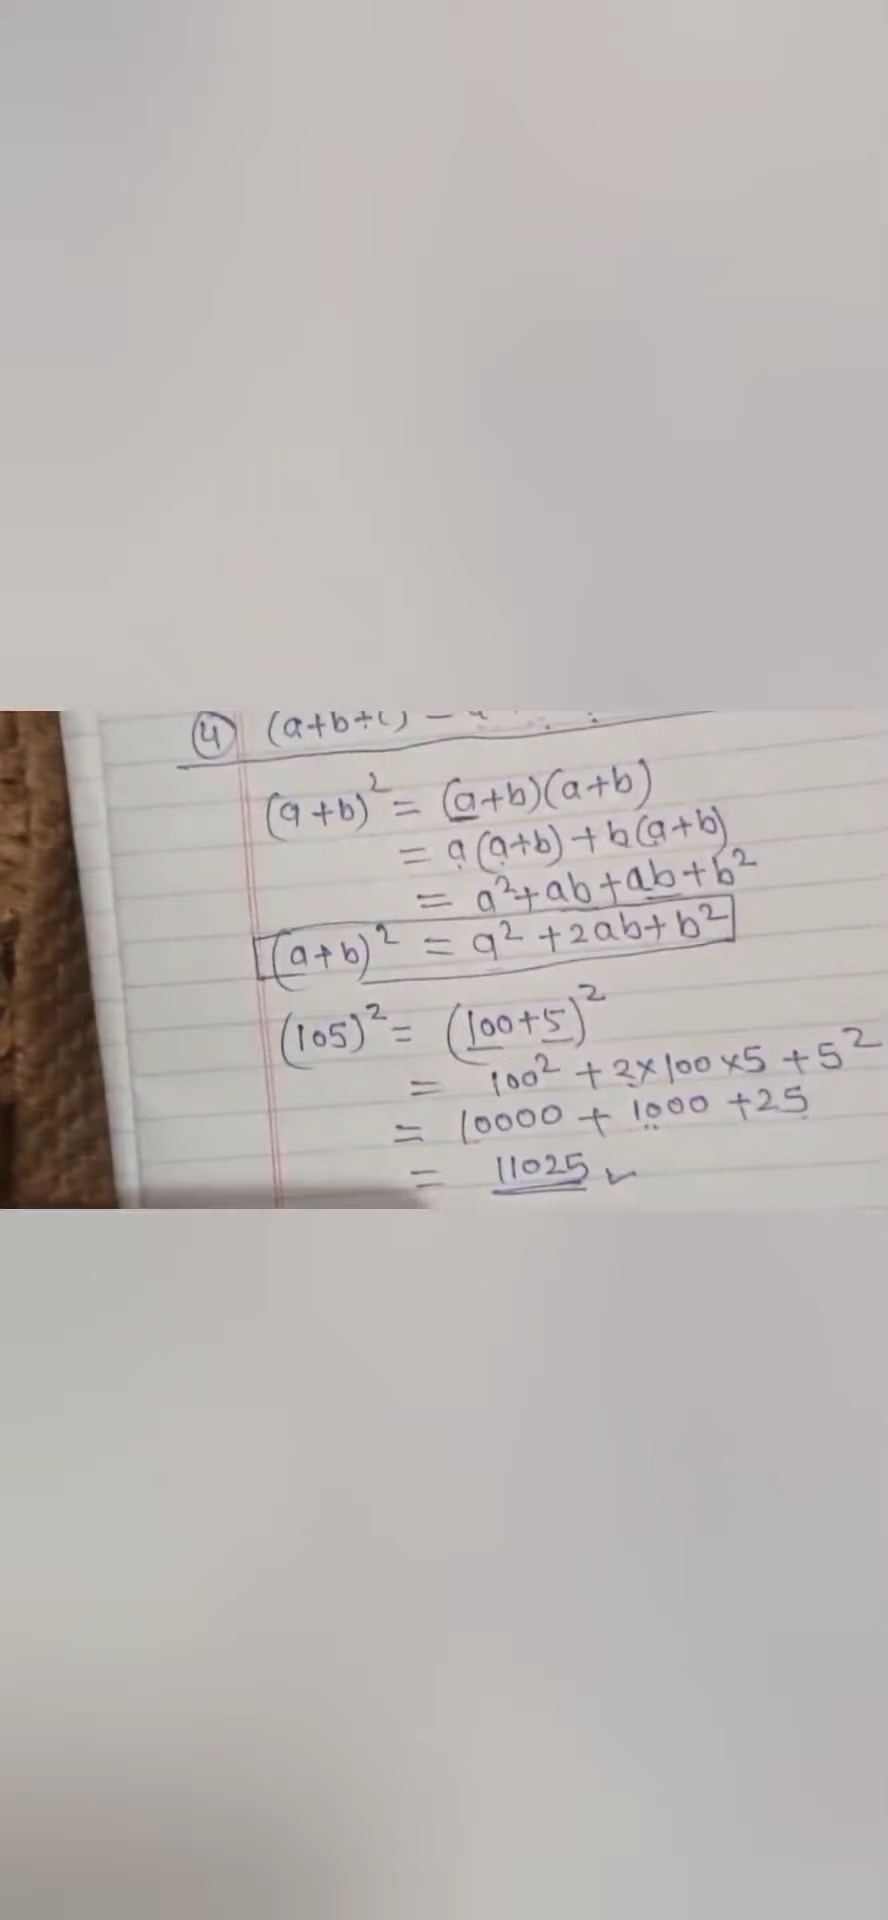 ④ (a+b+c)
(a+b)² = (a+b)(a+b)
= a(a+b)+b(a+b)
= a²+ab+ab+b²
(a+b)² = a²+2ab+b²
(105)² = (100+5)²
= 100² + 2×100×5 + 5²
= 10000 + 1000 + 25
= 11025 ✓